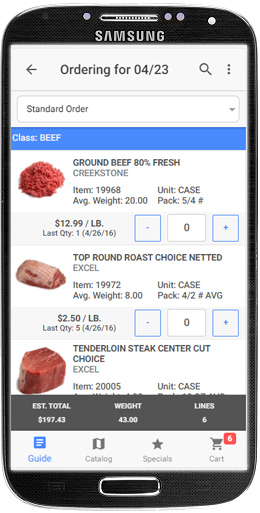 SAMSUNG
Ordering for 04/23
Standard Order
Class: BEEF
GROUND BEEF 80% FRESH
CREEKSTONE
Item: 19968 Unit: CASE
Avg. Weight: 20.00 Pack: 5/4 #
$12.99 / LB.
Last Qty: 1 (4/26/16)
- 0 +
TOP ROUND ROAST CHOICE NETTED
EXCEL
Item: 19972 Unit: CASE
Avg. Weight: 8.00 Pack: 4/2 # AVG
$2.50 / LB.
Last Qty: 5 (4/26/16)
- 0 +
TENDERLOIN STEAK CENTER CUT
CHOICE
EXCEL
Item: 20005 Unit: CASE
EST. TOTAL WEIGHT LINES
$197.43 43.00 6
6
Guide Catalog Specials Cart